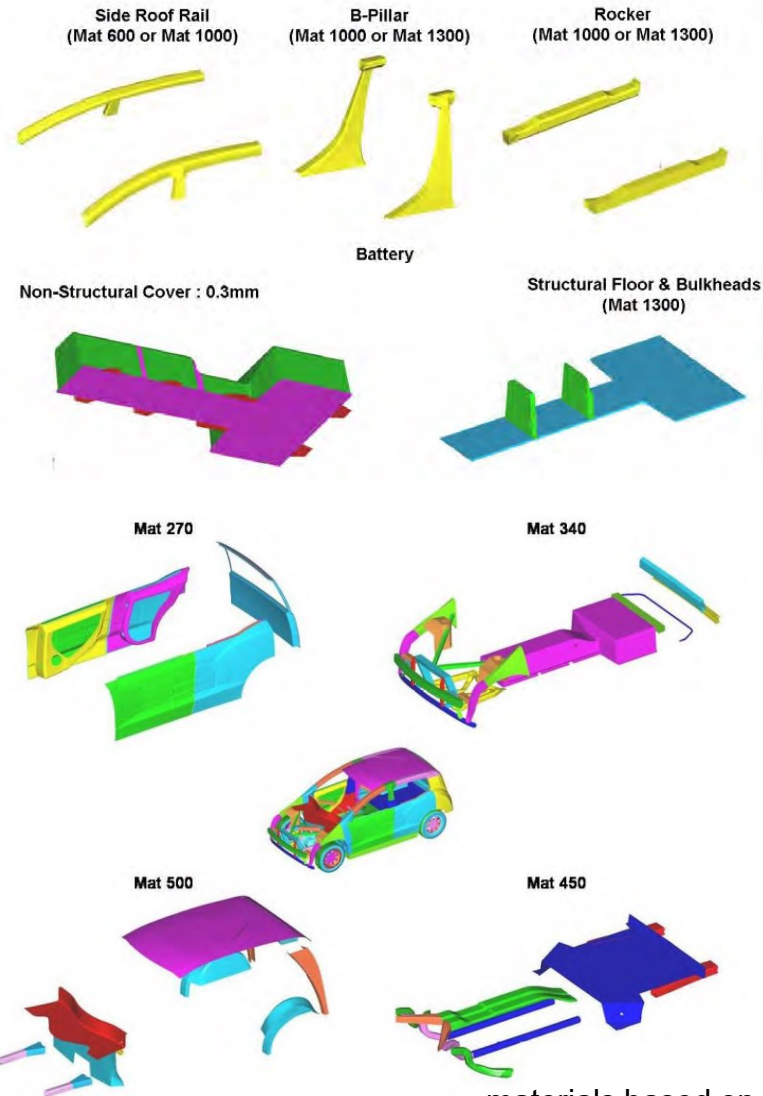 Side Roof Rail
(Mat 600 or Mat 1000)
B-Pillar
(Mat 1000 or Mat 1300)
Rocker
(Mat 1000 or Mat 1300)
Battery
Non-Structural Cover : 0.3mm
Structural Floor & Bulkheads
(Mat 1300)
Mat 270
Mat 340
Mat 500
Mat 450
materials based on